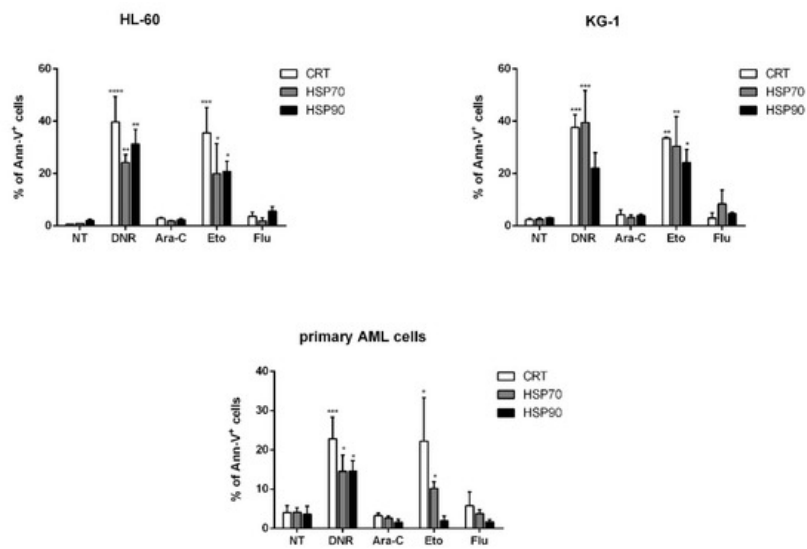 HL-60
% of Ann-V⁺ cells
60
40
20
0
**** ** ** *** * *
NT DNR Ara-C Eto Flu
CRT
HSP70
HSP90
KG-1
% of Ann-V⁺ cells
60
40
20
0
*** *** ** ** *
NT DNR Ara-C Eto Flu
CRT
HSP70
HSP90
primary AML cells
% of Ann-V⁺ cells
40
30
20
10
0
*** * * * *
NT DNR Ara-C Eto Flu
CRT
HSP70
HSP90